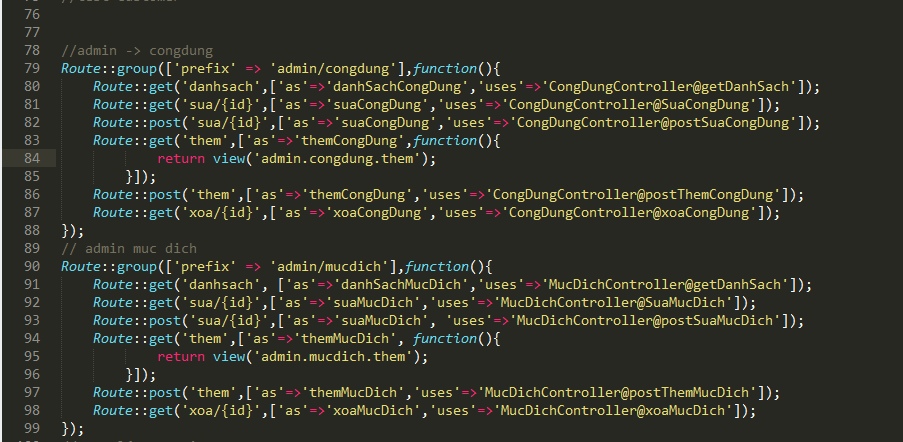 76
77
78 //admin -> congdung
79 Route::group(['prefix' => 'admin/congdung'],function(){
80 Route::get('danhsach',['as'=>'danhSachCongDung','uses'=>'CongDungController@getDanhSach']);
81 Route::get('sua/{id}',['as'=>'suaCongDung','uses'=>'CongDungController@SuaCongDung']);
82 Route::post('sua/{id}',['as'=>'suaCongDung','uses'=>'CongDungController@postSuaCongDung']);
83 Route::get('them',['as'=>'themCongDung',function(){
84 return view('admin.congdung.them');
85 }]);
86 Route::post('them',['as'=>'themCongDung','uses'=>'CongDungController@postThemCongDung']);
87 Route::get('xoa/{id}',['as'=>'xoaCongDung','uses'=>'CongDungController@xoaCongDung']);
88 });
89 // admin muc dich
90 Route::group(['prefix' => 'admin/mucdich'],function(){
91 Route::get('danhsach', ['as'=>'danhSachMucDich','uses'=>'MucDichController@getDanhSach']);
92 Route::get('sua/{id}',['as'=>'suaMucDich','uses'=>'MucDichController@SuaMucDich']);
93 Route::post('sua/{id}',['as'=>'suaMucDich', 'uses'=>'MucDichController@postSuaMucDich']);
94 Route::get('them',['as'=>'themMucDich', function(){
95 return view('admin.mucdich.them');
96 }]);
97 Route::post('them',['as'=>'themMucDich','uses'=>'MucDichController@postThemMucDich']);
98 Route::get('xoa/{id}',['as'=>'xoaMucDich','uses'=>'MucDichController@xoaMucDich']);
99 });